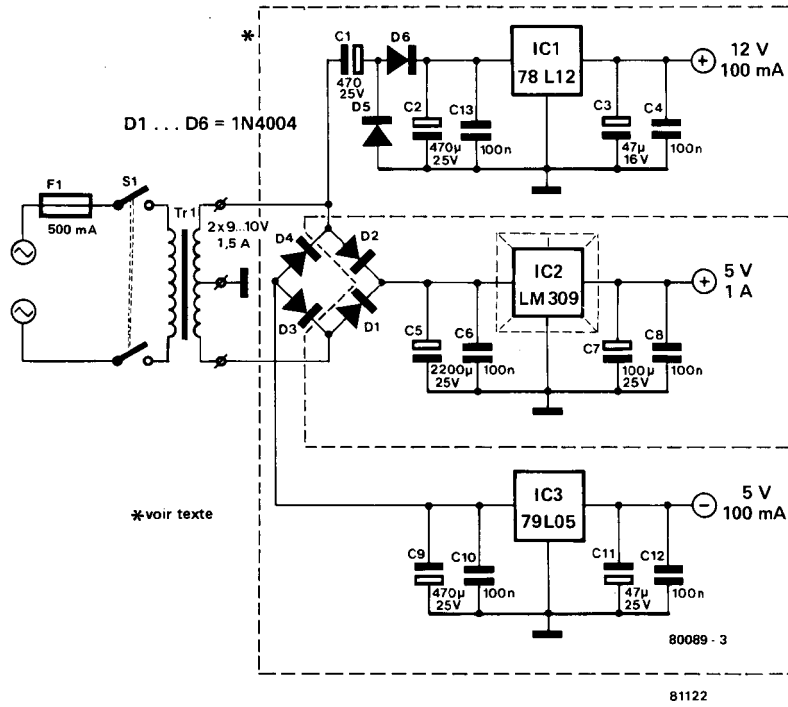 *
C1
470
25V
D6
D5
C2
470µ
25V
C13
100n
IC1
78 L12
C3
47µ
16V
C4
100n
+
12 V
100 mA
D1 ... D6 = 1N4004
F1
500 mA
S1
Tr1
2x9...10V
1,5 A
D4
D2
D3
D1
C5
2200µ
25V
C6
100n
IC2
LM 309
C7
100µ
25V
C8
100n
+
5 V
1 A
*voir texte
C9
470µ
25V
C10
100n
IC3
79L05
C11
47µ
25V
C12
100n
−
5 V
100 mA
80089 - 3
81122